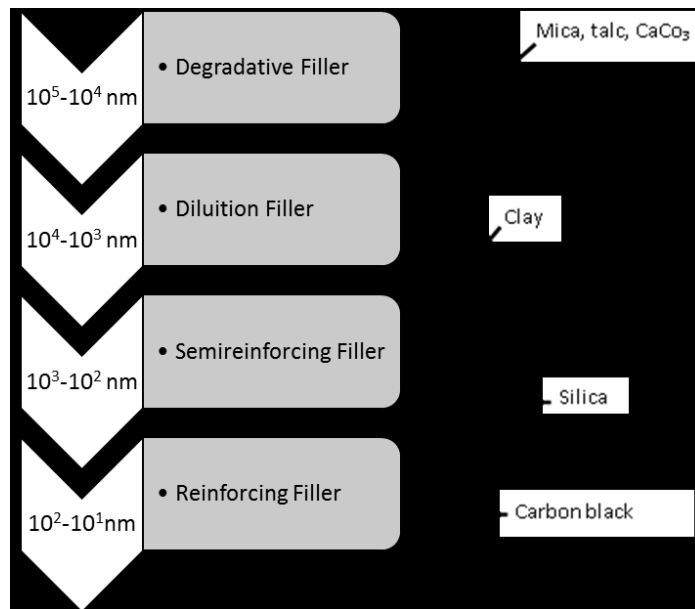 10⁵-10⁴ nm
• Degradative Filler
Mica, talc, CaCo₃
10⁴-10³ nm
• Diluition Filler
Clay
10³-10² nm
• Semireinforcing Filler
Silica
10²-10¹nm
• Reinforcing Filler
Carbon black